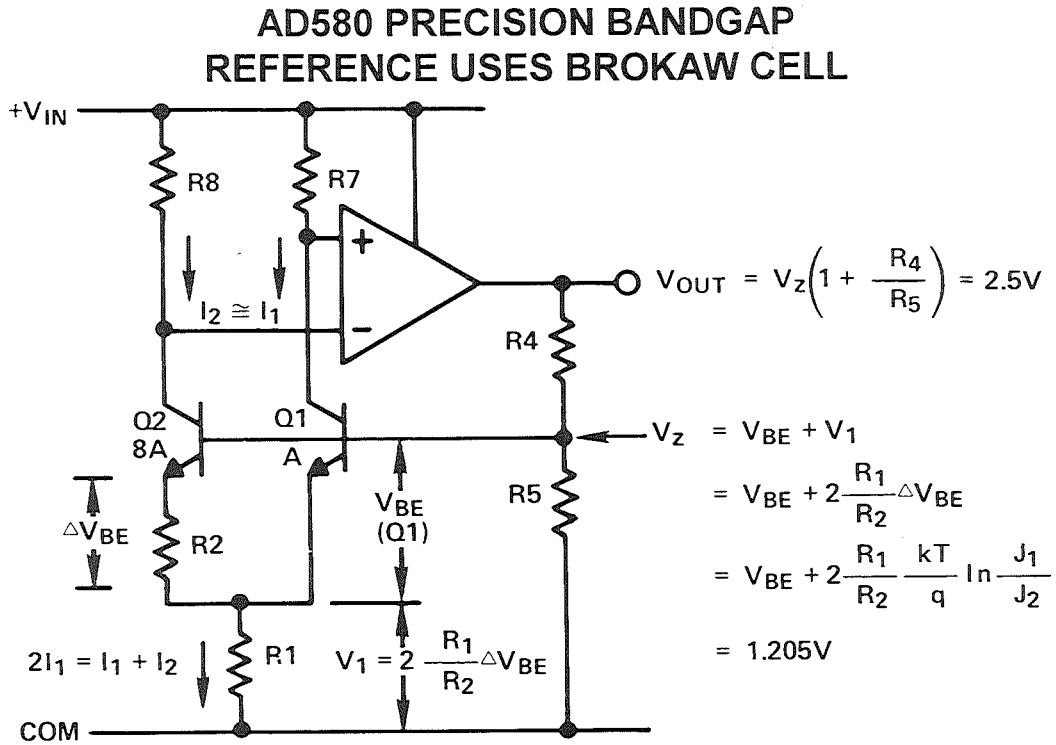 AD580 PRECISION BANDGAP
REFERENCE USES BROKAW CELL
+VIN
R8
R7
+
−
I2 ≅ I1
VOUT = VZ(1 + R4/R5) = 2.5V
R4
Q2
8A
Q1
A
VZ = VBE + V1
= VBE + 2 R1/R2 △VBE
= VBE + 2 R1/R2 kT/q ln J1/J2
= 1.205V
R5
VBE
(Q1)
△VBE
R2
2I1 = I1 + I2
R1
V1 = 2 R1/R2 △VBE
COM